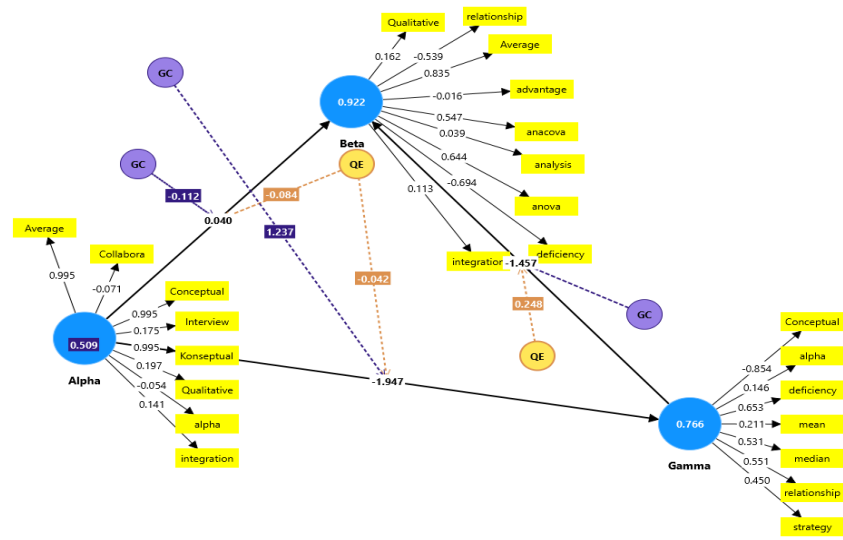 Qualitative
relationship
Average
advantage
anacova
analysis
anova
deficiency
integration
0.162
-0.539
0.835
-0.016
0.547
0.039
0.644
-0.694
0.113
0.922
Beta
GC
GC
QE
-0.112
-0.084
0.040
1.237
-0.042
-1.457
0.248
GC
QE
-1.947
Average
Collabora
Conceptual
Interview
Konseptual
Qualitative
alpha
integration
0.995
-0.071
0.995
0.175
0.995
0.197
-0.054
0.141
0.509
Alpha
Conceptual
alpha
deficiency
mean
median
relationship
strategy
-0.854
0.146
0.653
0.211
0.531
0.551
0.450
0.766
Gamma